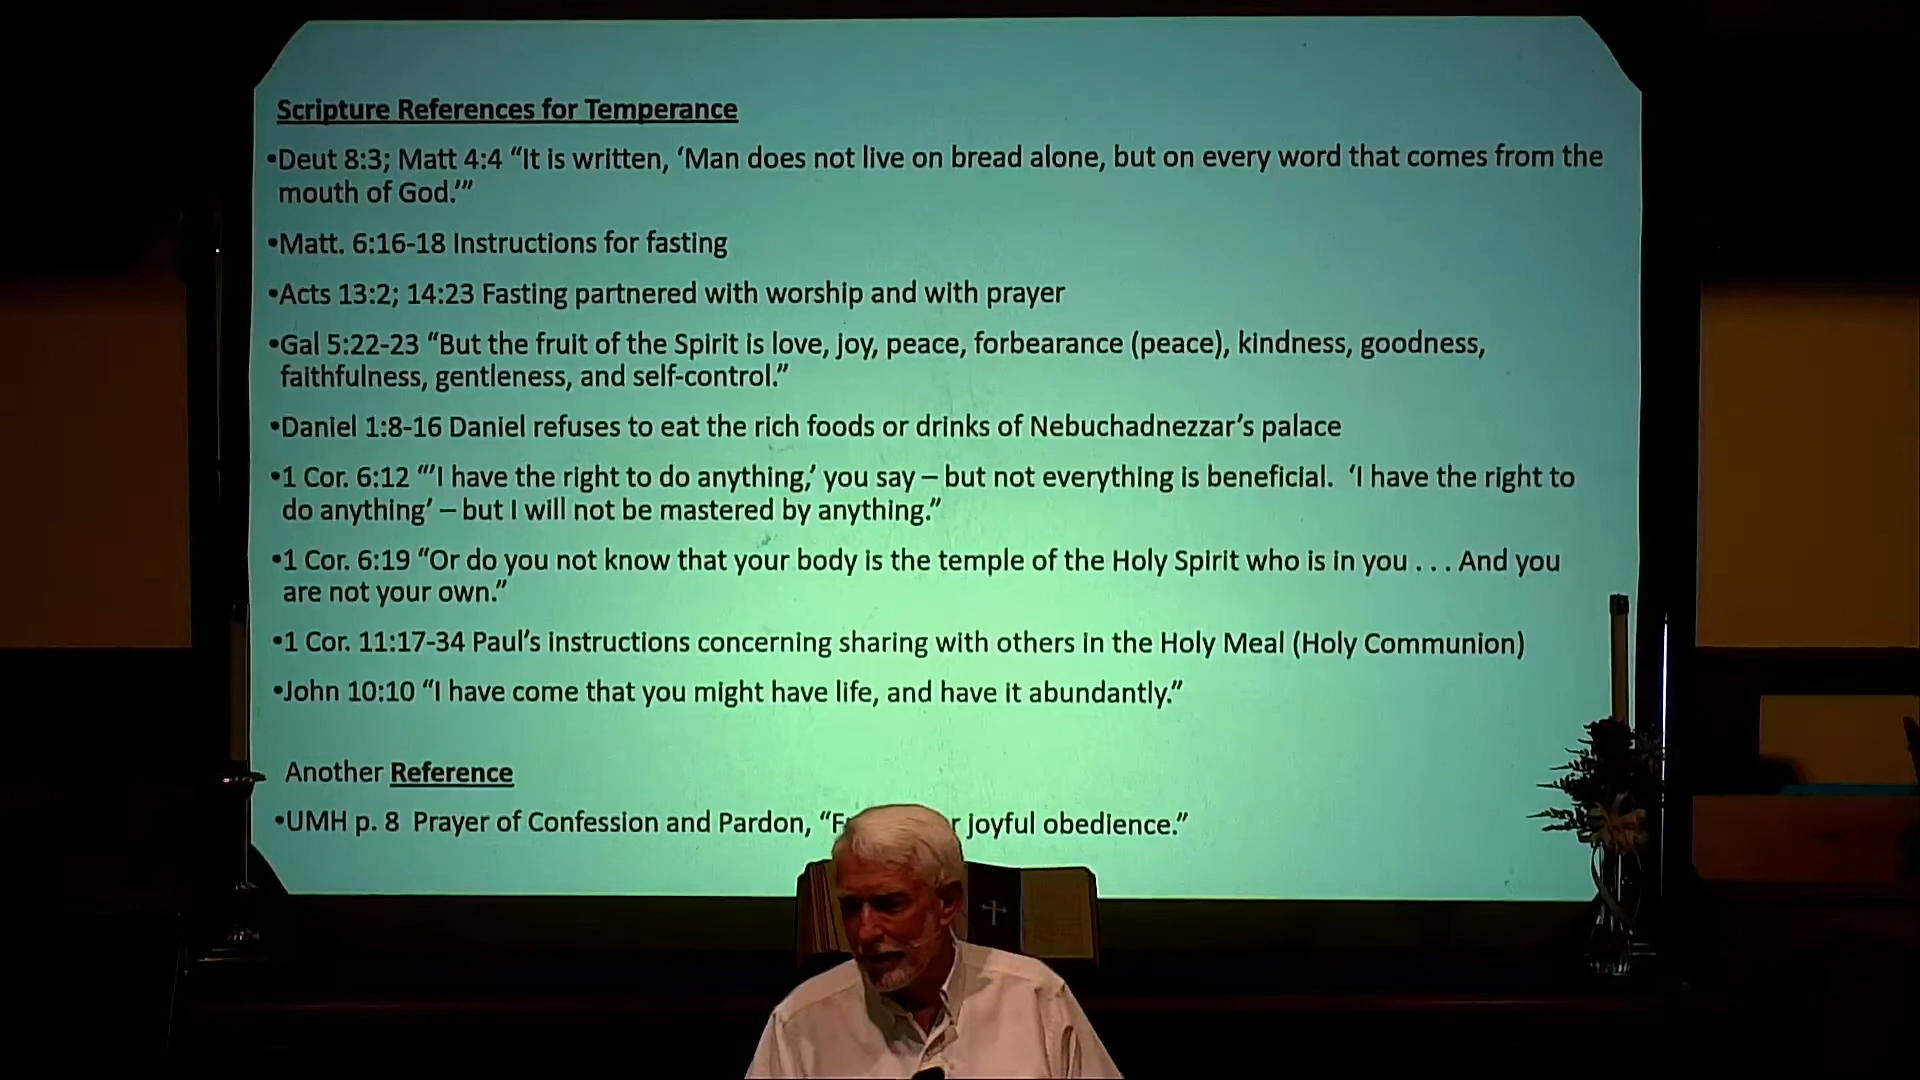 Scripture References for Temperance
•Deut 8:3; Matt 4:4 “It is written, ‘Man does not live on bread alone, but on every word that comes from the
mouth of God.’”
•Matt. 6:16-18 Instructions for fasting
•Acts 13:2; 14:23 Fasting partnered with worship and with prayer
•Gal 5:22-23 “But the fruit of the Spirit is love, joy, peace, forbearance (peace), kindness, goodness,
faithfulness, gentleness, and self-control.”
•Daniel 1:8-16 Daniel refuses to eat the rich foods or drinks of Nebuchadnezzar’s palace
•1 Cor. 6:12 “’I have the right to do anything,’ you say – but not everything is beneficial. ‘I have the right to
do anything’ – but I will not be mastered by anything.”
•1 Cor. 6:19 “Or do you not know that your body is the temple of the Holy Spirit who is in you . . . And you
are not your own.”
•1 Cor. 11:17-34 Paul’s instructions concerning sharing with others in the Holy Meal (Holy Communion)
•John 10:10 “I have come that you might have life, and have it abundantly.”
Another Reference
•UMH p. 8 Prayer of Confession and Pardon, “ joyful obedience.”